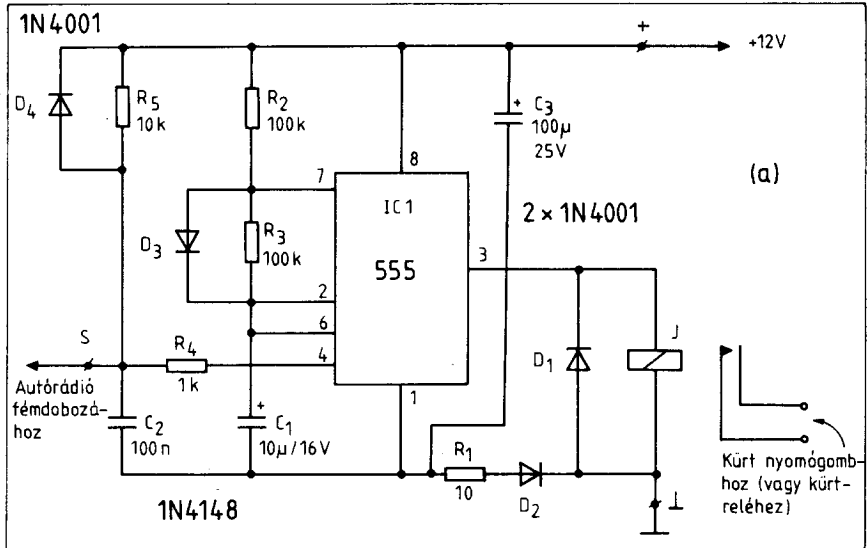 1N4001
+
+12V
D4
R5
10k
R2
100k
C3
+
100µ
25V
8
7
IC1
(a)
2 × 1N4001
D3
R3
100k
555
3
2
6
4
S
R4
1k
D1
J
1
Autórádió
fémdobozá-
hoz
C2
100n
+
C1
10µ/16V
R1
10
D2
⊥
Kürt nyomógomb-
hoz (vagy kürt-
reléhez)
1N4148